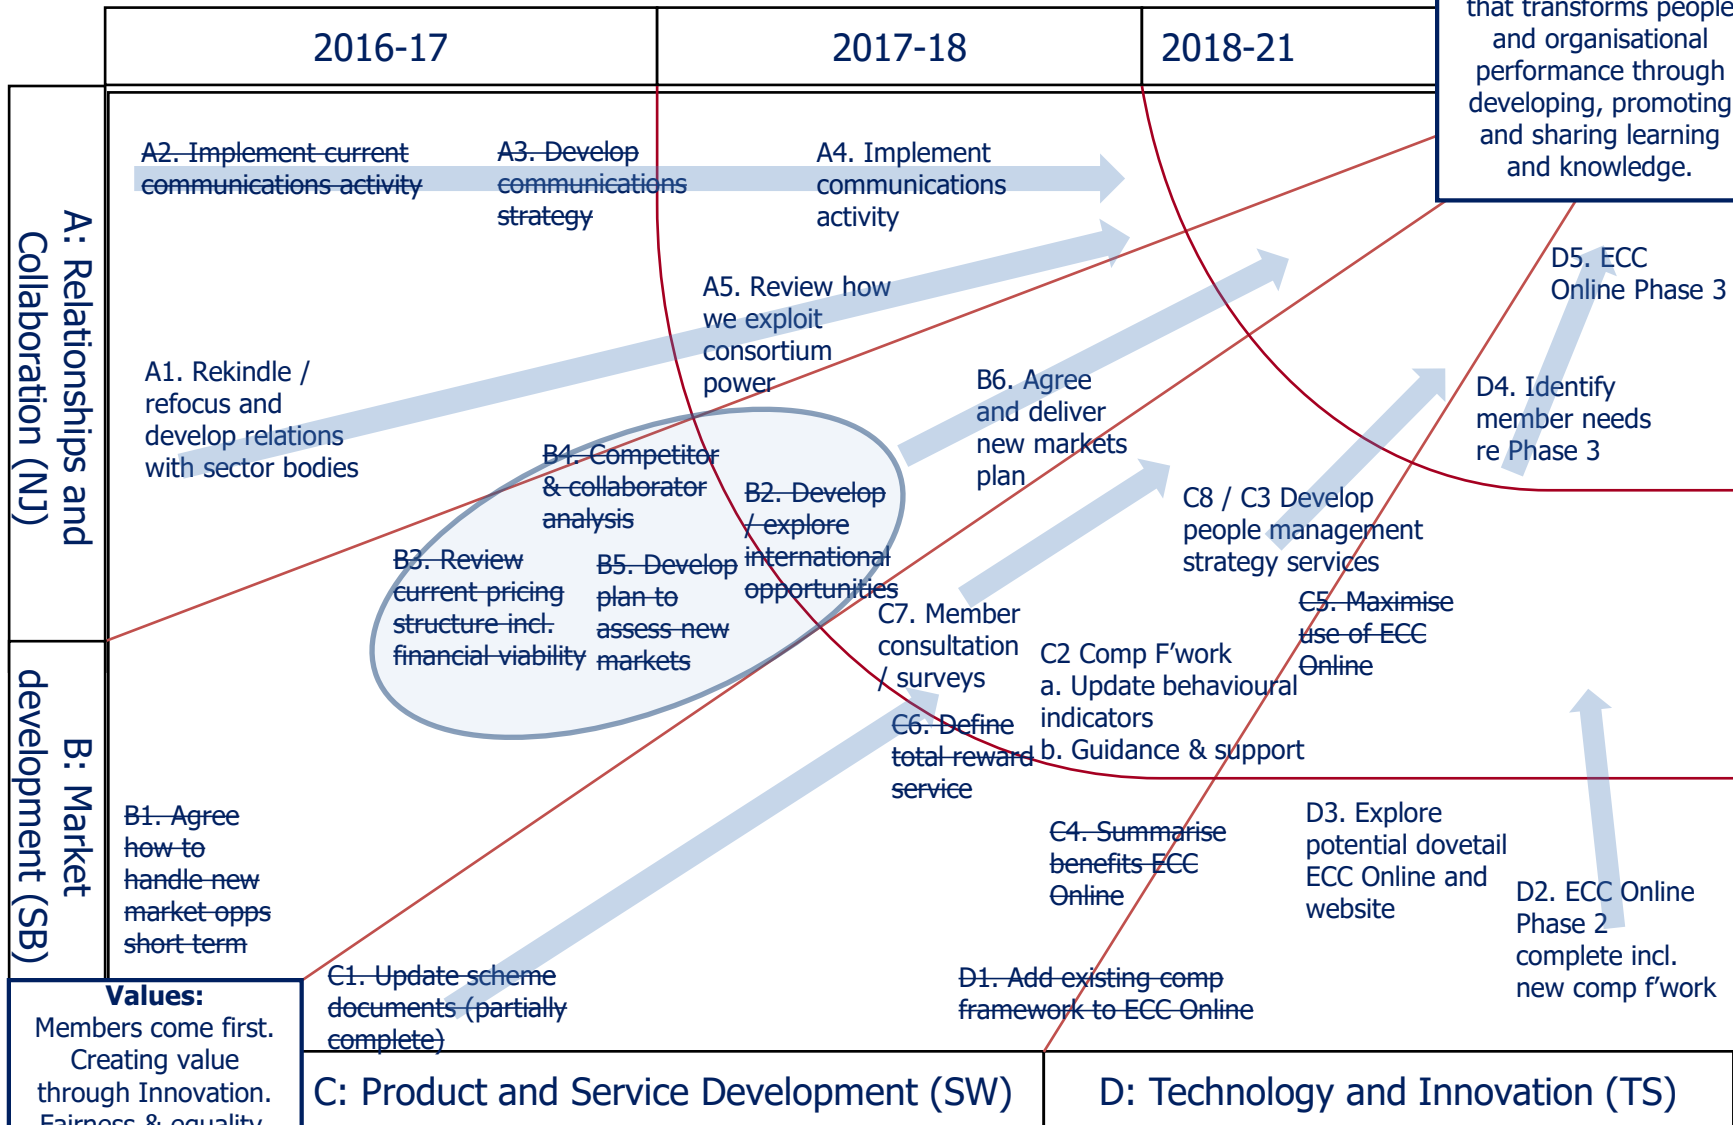 2016-17
2017-18
2018-21
that transforms people
and organisational
performance through
developing, promoting
and sharing learning
and knowledge.
A: Relationships and
Collaboration (NJ)
A2. Implement current
communications activity
A3. Develop
communications
strategy
A4. Implement
communications
activity
A5. Review how
we exploit
consortium
power
A1. Rekindle /
refocus and
develop relations
with sector bodies
D5. ECC
Online Phase 3
D4. Identify
member needs
re Phase 3
B6. Agree
and deliver
new markets
plan
B4. Competitor
& collaborator
analysis
B2. Develop
/ explore
international
opportunities
B3. Review
current pricing
structure incl.
financial viability
B5. Develop
plan to
assess new
markets
C8 / C3 Develop
people management
strategy services
C5. Maximise
use of ECC
Online
C7. Member
consultation
/ surveys
C2 Comp F'work
a. Update behavioural
indicators
b. Guidance & support
C6. Define
total reward
service
B: Market
development (SB)
B1. Agree
how to
handle new
market opps
short term
C4. Summarise
benefits ECC
Online
D3. Explore
potential dovetail
ECC Online and
website
D2. ECC Online
Phase 2
complete incl.
new comp f'work
C1. Update scheme
documents (partially
complete)
D1. Add existing comp
framework to ECC Online
Values:
Members come first.
Creating value
through Innovation.
Fairness & equality
C: Product and Service Development (SW)
D: Technology and Innovation (TS)